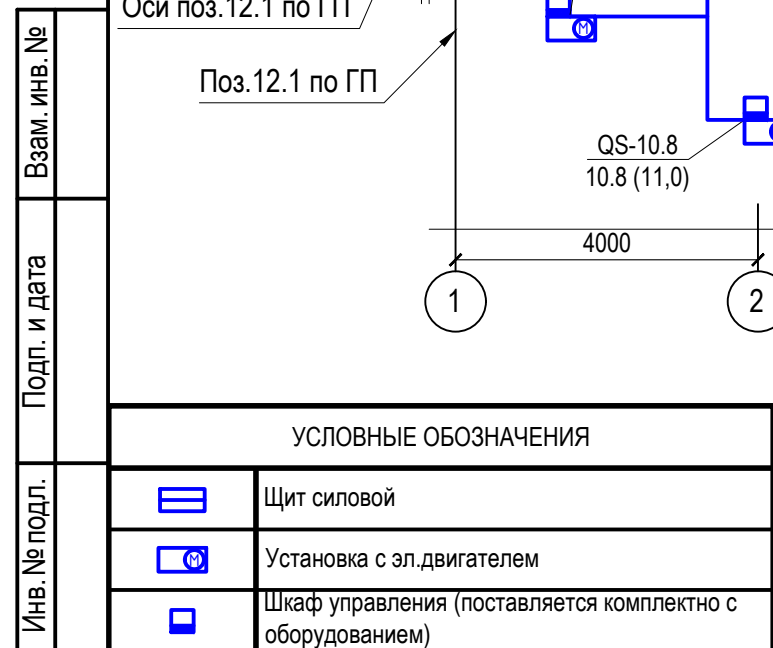 Оси поз.12.1 по ГП
Поз.12.1 по ГП
М
QS-10.8
10.8 (11,0)
4000
1
2
Взам. инв. №
Подп. и дата
Инв. № подл.
УСЛОВНЫЕ ОБОЗНАЧЕНИЯ
Щит силовой
М
Установка с эл.двигателем
Шкаф управления (поставляется комплектно с
оборудованием)